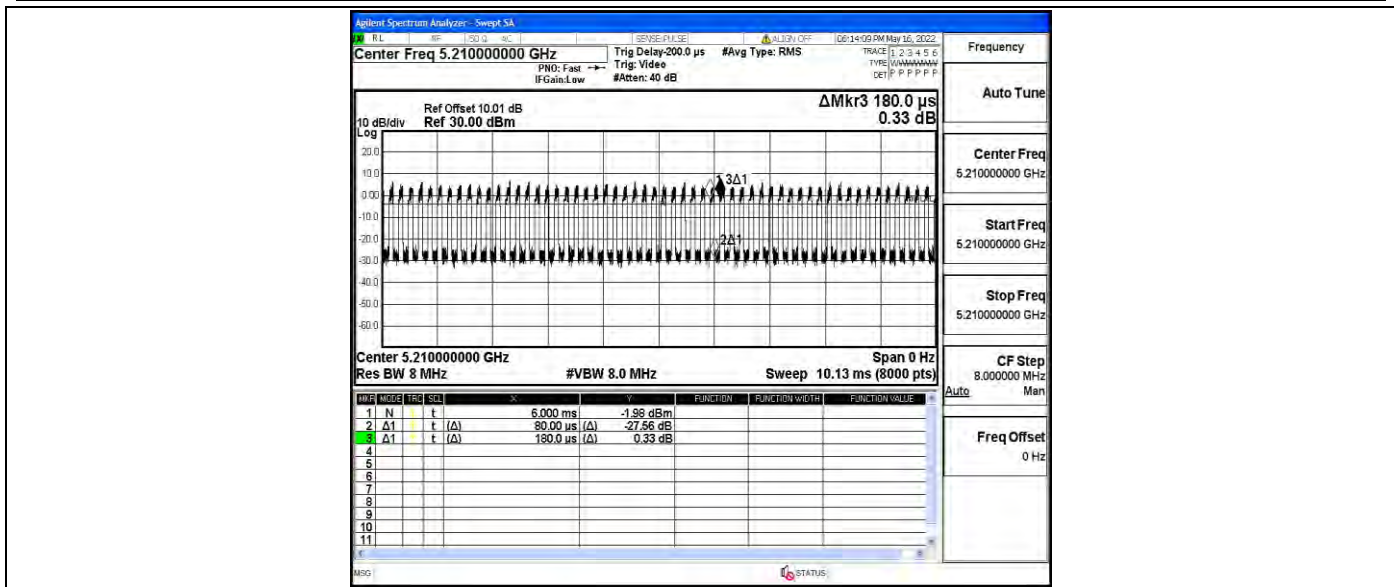 Agilent Spectrum Analyzer - Swept SA
RL RF 50 Ω AC SENSE:PULSE ALIGN OFF 06:14:09 PM May 16, 2022
Center Freq 5.210000000 GHz
Trig Delay-200.0 µs #Avg Type: RMS
TRACE 1 2 3 4 5 6
PNO: Fast Trig: Video
TYPE
IFGain:Low #Atten: 40 dB
DET P P P P P P
Ref Offset 10.01 dB
ΔMkr3 180.0 µs
10 dB/div Ref 30.00 dBm
0.33 dB
Log
20.0
10.0
0.00
-10.0
-20.0
-30.0
-40.0
-50.0
-60.0
3Δ1
2Δ1
Center 5.210000000 GHz Span 0 Hz
Res BW 8 MHz #VBW 8.0 MHz Sweep 10.13 ms (8000 pts)
MKR MODE TRC SCL X Y FUNCTION FUNCTION WIDTH FUNCTION VALUE
1 N t 6.000 ms -1.98 dBm
2 Δ1 t (Δ) 80.00 µs (Δ) -27.56 dB
3 Δ1 t (Δ) 180.0 µs (Δ) 0.33 dB
4
5
6
7
8
9
10
11
MSG STATUS
Frequency
Auto Tune
Center Freq
5.210000000 GHz
Start Freq
5.210000000 GHz
Stop Freq
5.210000000 GHz
CF Step
8.000000 MHz
Auto Man
Freq Offset
0 Hz